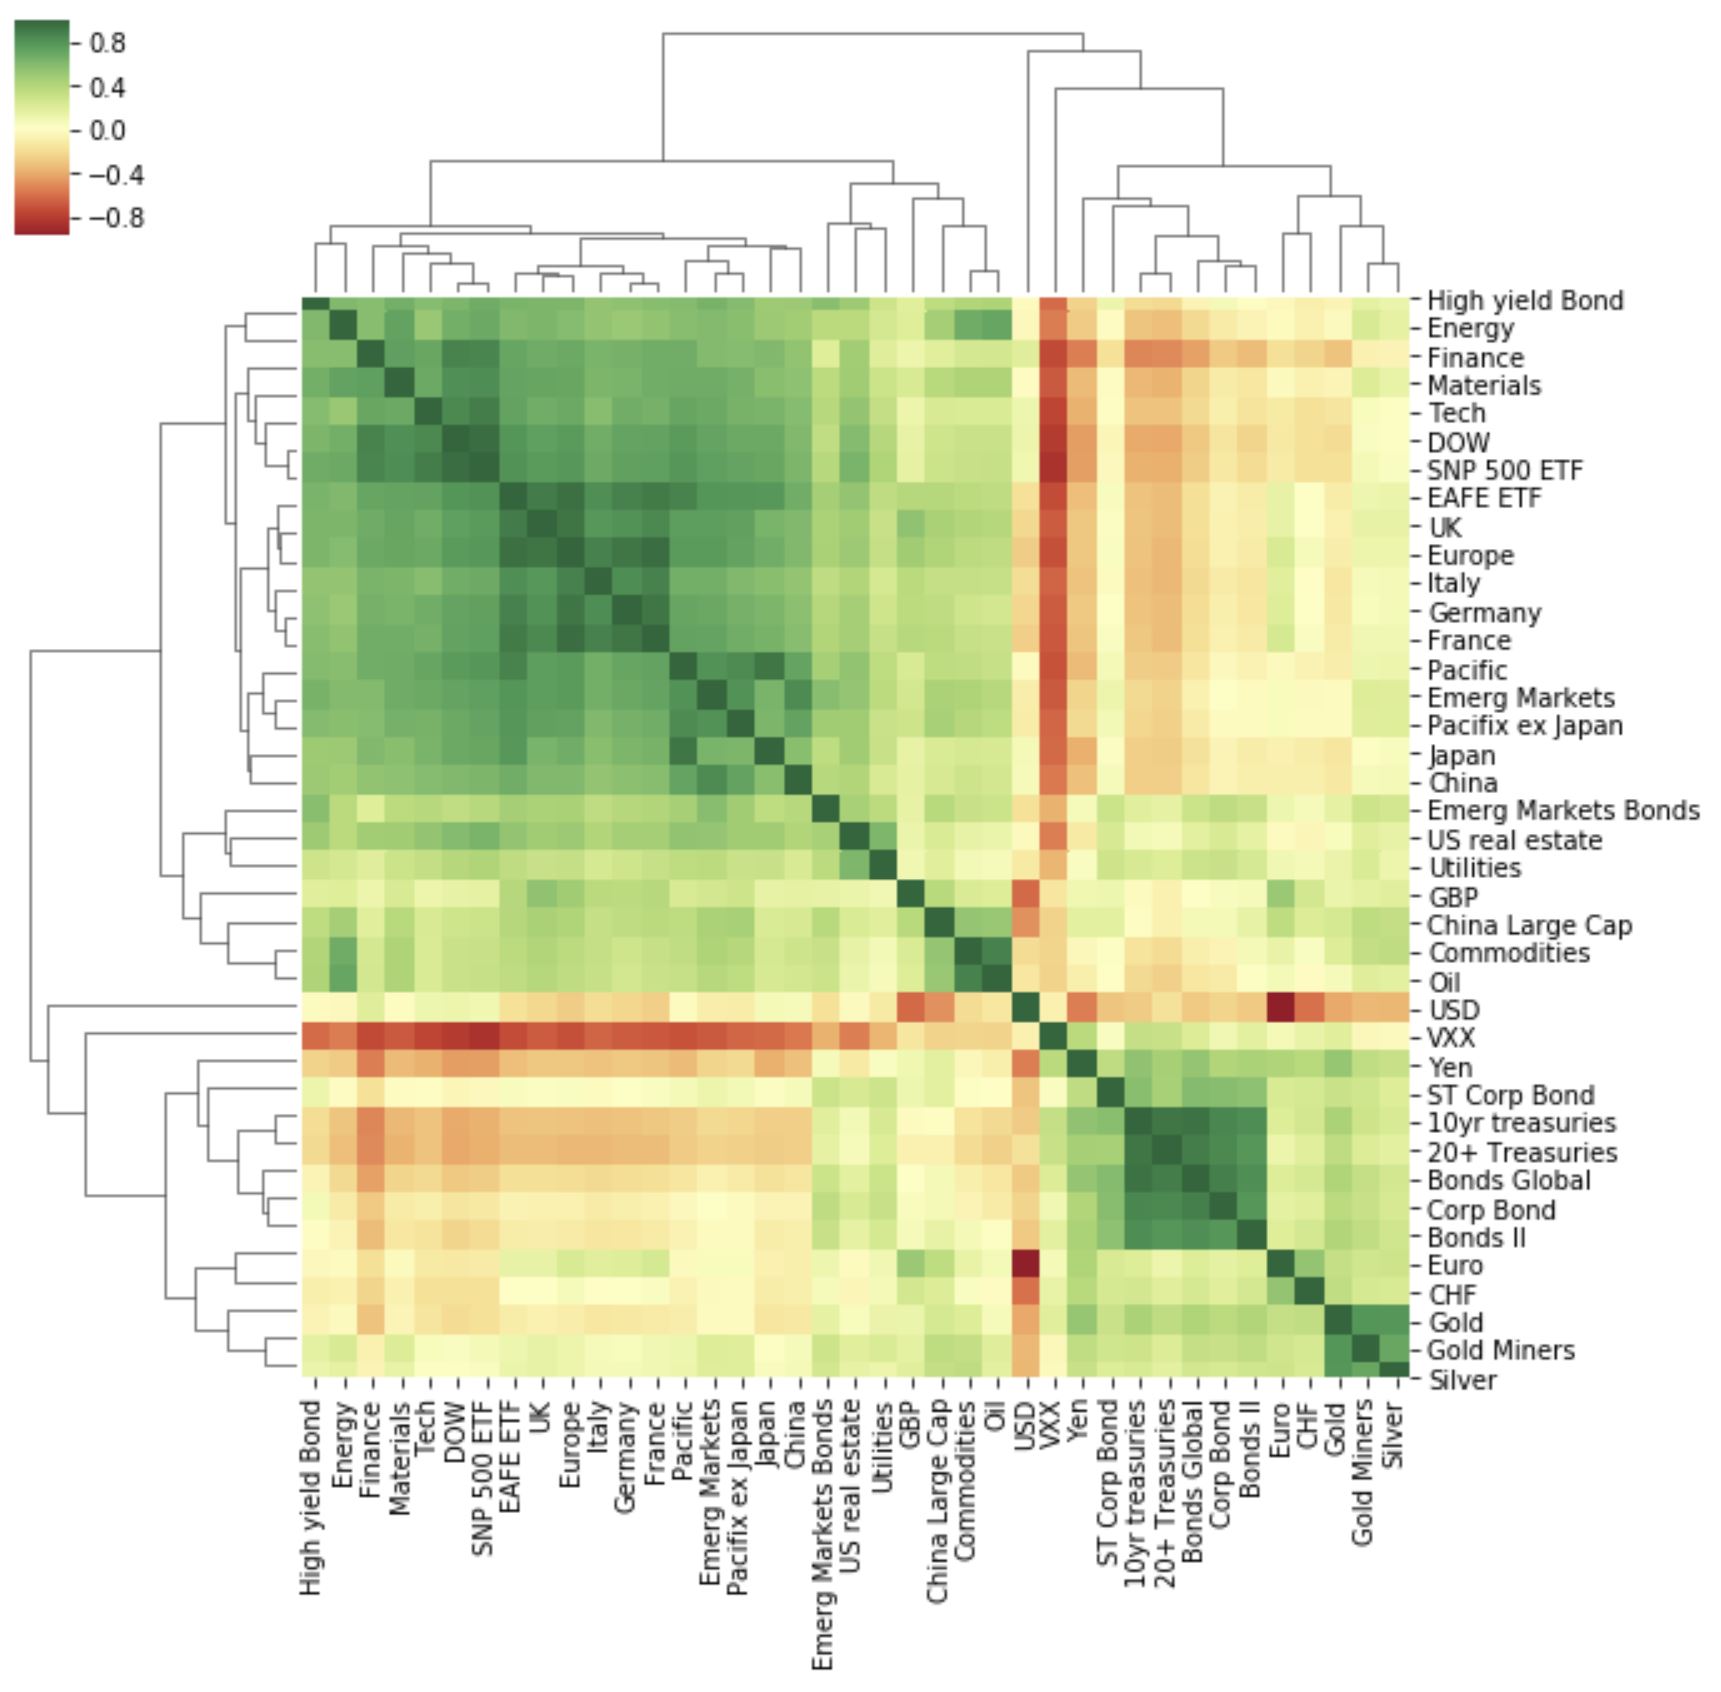 0.8
0.4
0.0
−0.4
−0.8
High yield Bond
Energy
Finance
Materials
Tech
DOW
SNP 500 ETF
EAFE ETF
UK
Europe
Italy
Germany
France
Pacific
Emerg Markets
Pacifix ex Japan
Japan
China
Emerg Markets Bonds
US real estate
Utilities
GBP
China Large Cap
Commodities
Oil
USD
VXX
Yen
ST Corp Bond
10yr treasuries
20+ Treasuries
Bonds Global
Corp Bond
Bonds II
Euro
CHF
Gold
Gold Miners
Silver
High yield Bond
Energy
Finance
Materials
Tech
DOW
SNP 500 ETF
EAFE ETF
UK
Europe
Italy
Germany
France
Pacific
Emerg Markets
Pacifix ex Japan
Japan
China
Emerg Markets Bonds
US real estate
Utilities
GBP
China Large Cap
Commodities
Oil
USD
VXX
Yen
ST Corp Bond
10yr treasuries
20+ Treasuries
Bonds Global
Corp Bond
Bonds II
Euro
CHF
Gold
Gold Miners
Silver